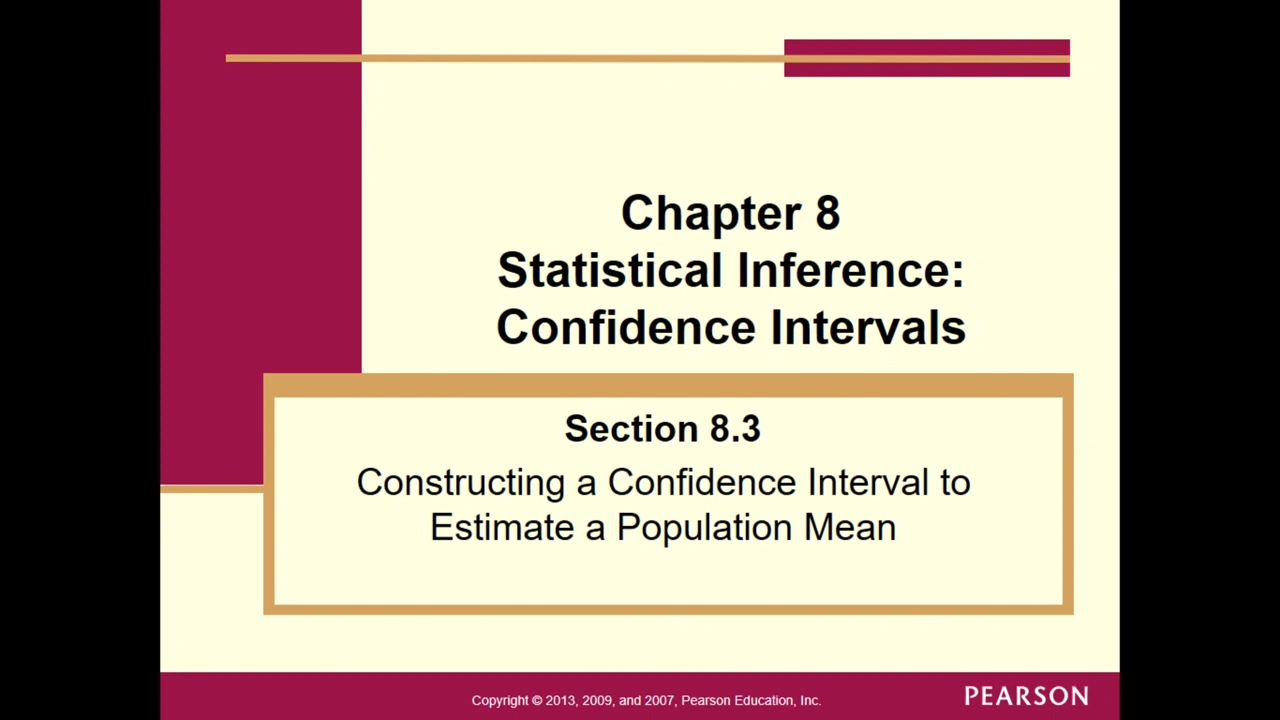 Chapter 8
Statistical Inference:
Confidence Intervals
Section 8.3
Constructing a Confidence Interval to
Estimate a Population Mean
Copyright © 2013, 2009, and 2007, Pearson Education, Inc.
PEARSON